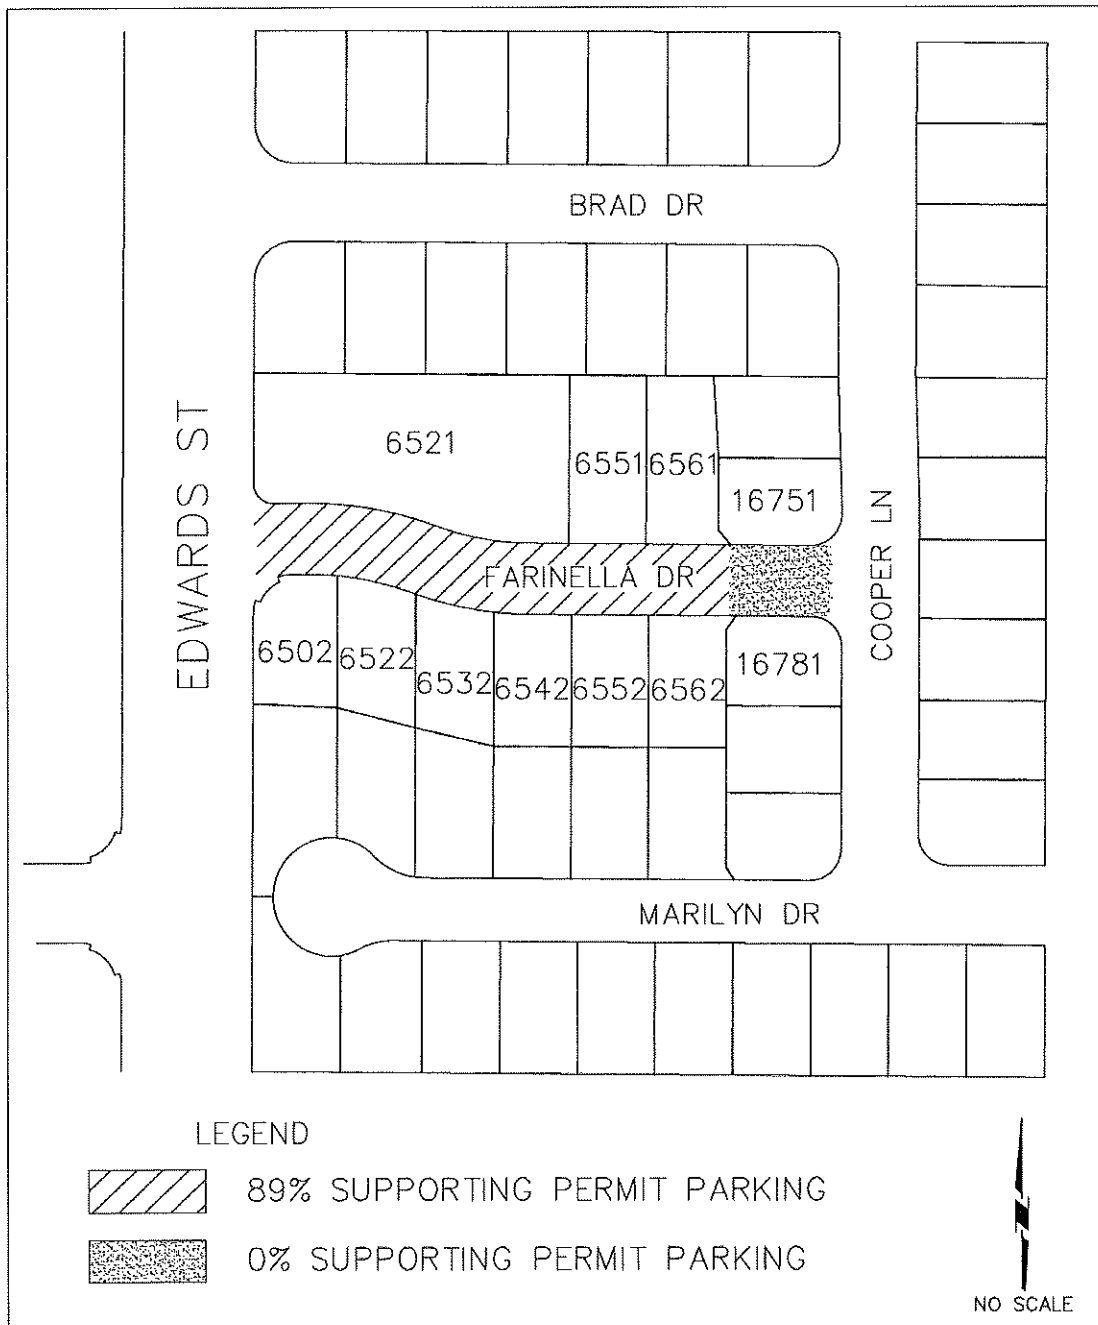 BRAD DR
EDWARDS ST
6521
6551
6561
16751
COOPER LN
FARINELLA DR
6502
6522
6532
6542
6552
6562
16781
MARILYN DR
LEGEND
89% SUPPORTING PERMIT PARKING
0% SUPPORTING PERMIT PARKING
NO SCALE